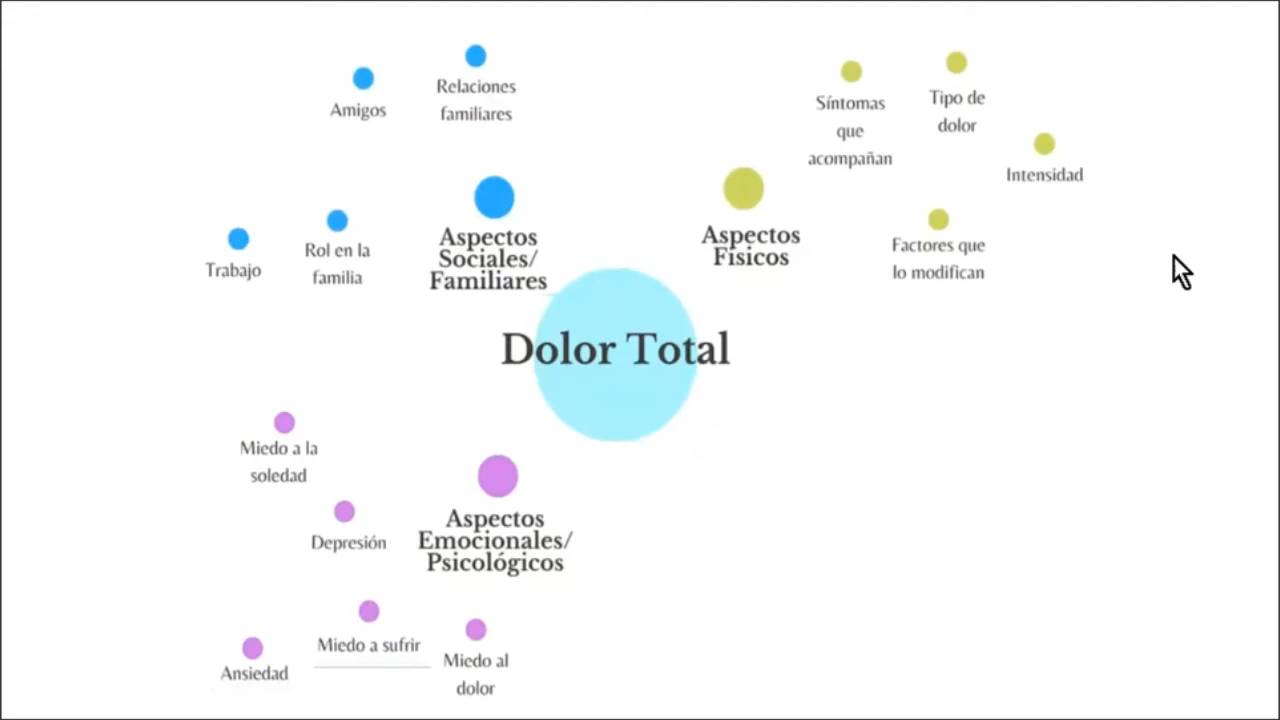 Amigos
Relaciones
familiares
Trabajo
Rol en la
familia
Aspectos
Sociales/
Familiares
Síntomas
que
acompañan
Tipo de
dolor
Intensidad
Aspectos
Físicos
Factores que
lo modifican
Dolor Total
Miedo a la
soledad
Depresión
Aspectos
Emocionales/
Psicológicos
Ansiedad
Miedo a sufrir
Miedo al
dolor